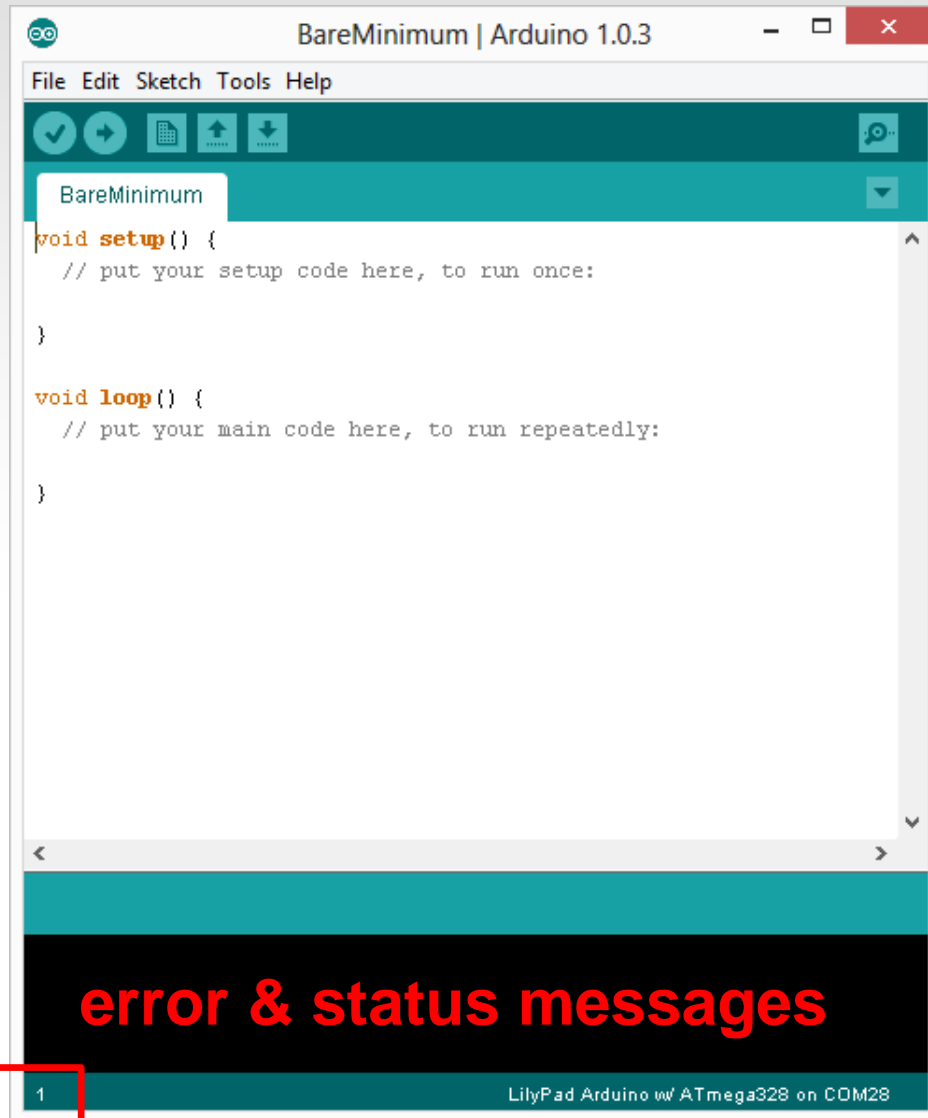 BareMinimum | Arduino 1.0.3
File Edit Sketch Tools Help
BareMinimum
void setup() {
  // put your setup code here, to run once:
}
void loop() {
  // put your main code here, to run repeatedly:
}
error & status messages
1 LilyPad Arduino w/ ATmega328 on COM28